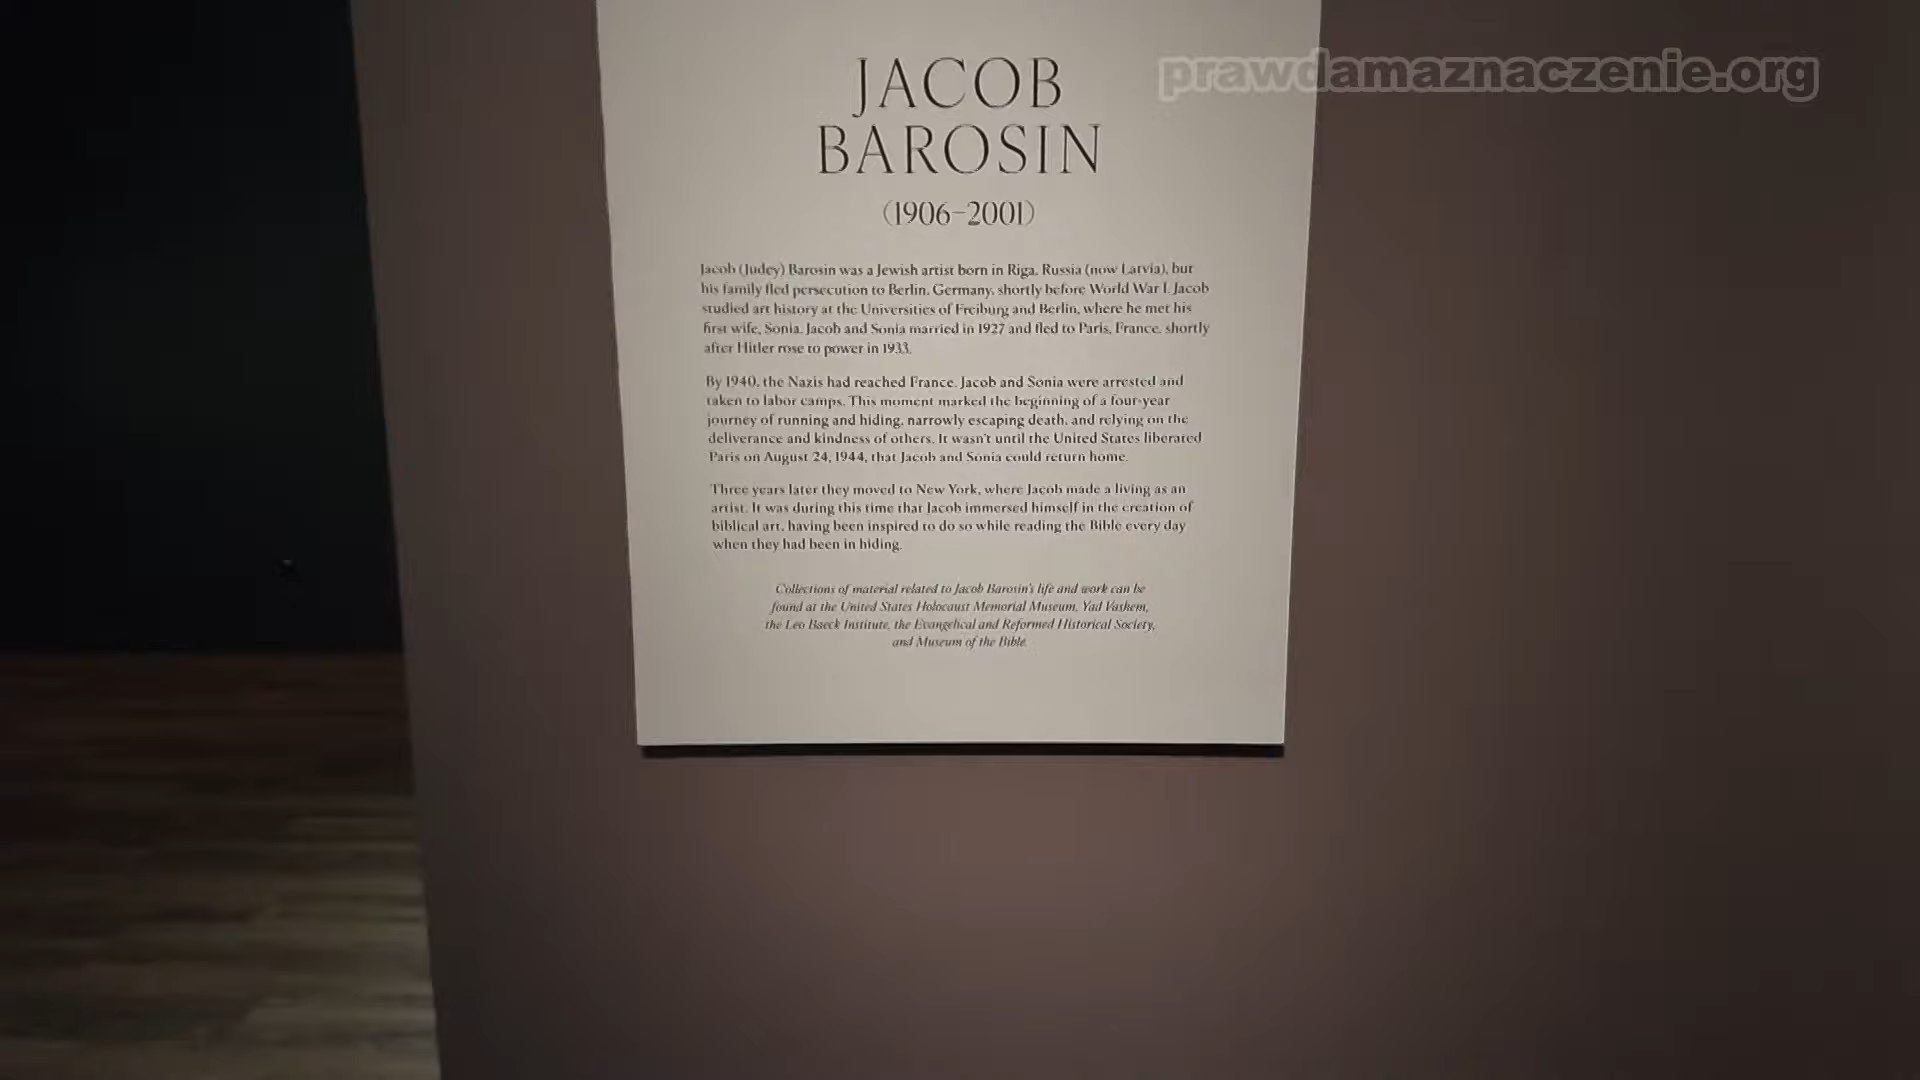 JACOB
BAROSIN
(1906–2001)
prawdamaznaczenie.org
Jacob (Judey) Barosin was a Jewish artist born in Riga, Russia (now Latvia), but
his family fled persecution to Berlin, Germany, shortly before World War I. Jacob
studied art history at the Universities of Freiburg and Berlin, where he met his
first wife, Sonia. Jacob and Sonia married in 1927 and fled to Paris, France, shortly
after Hitler rose to power in 1933.
By 1940, the Nazis had reached France. Jacob and Sonia were arrested and
taken to labor camps. This moment marked the beginning of a four-year
journey of running and hiding, narrowly escaping death, and relying on the
deliverance and kindness of others. It wasn't until the United States liberated
Paris on August 24, 1944, that Jacob and Sonia could return home.
Three years later they moved to New York, where Jacob made a living as an
artist. It was during this time that Jacob immersed himself in the creation of
biblical art, having been inspired to do so while reading the Bible every day
when they had been in hiding.
Collections of material related to Jacob Barosin's life and work can be
found at the United States Holocaust Memorial Museum, Yad Vashem,
the Leo Baeck Institute, the Evangelical and Reformed Historical Society,
and Museum of the Bible.